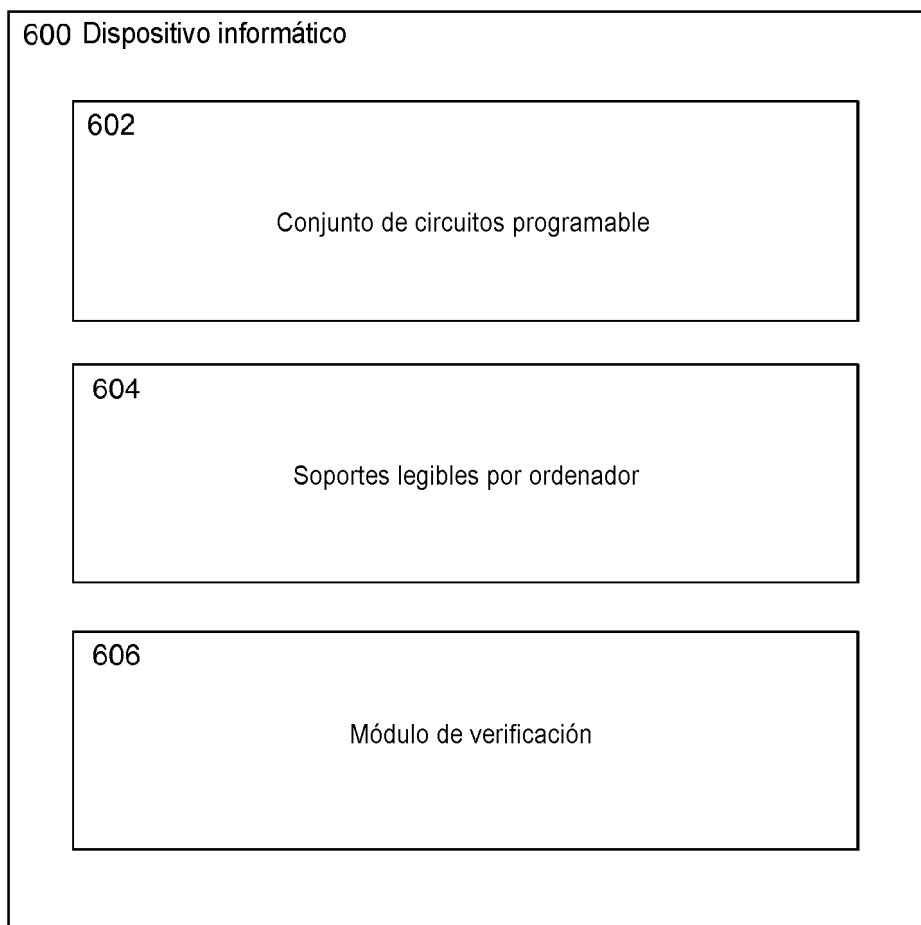 600 Dispositivo informático
602
Conjunto de circuitos programable
604
Soportes legibles por ordenador
606
Módulo de verificación